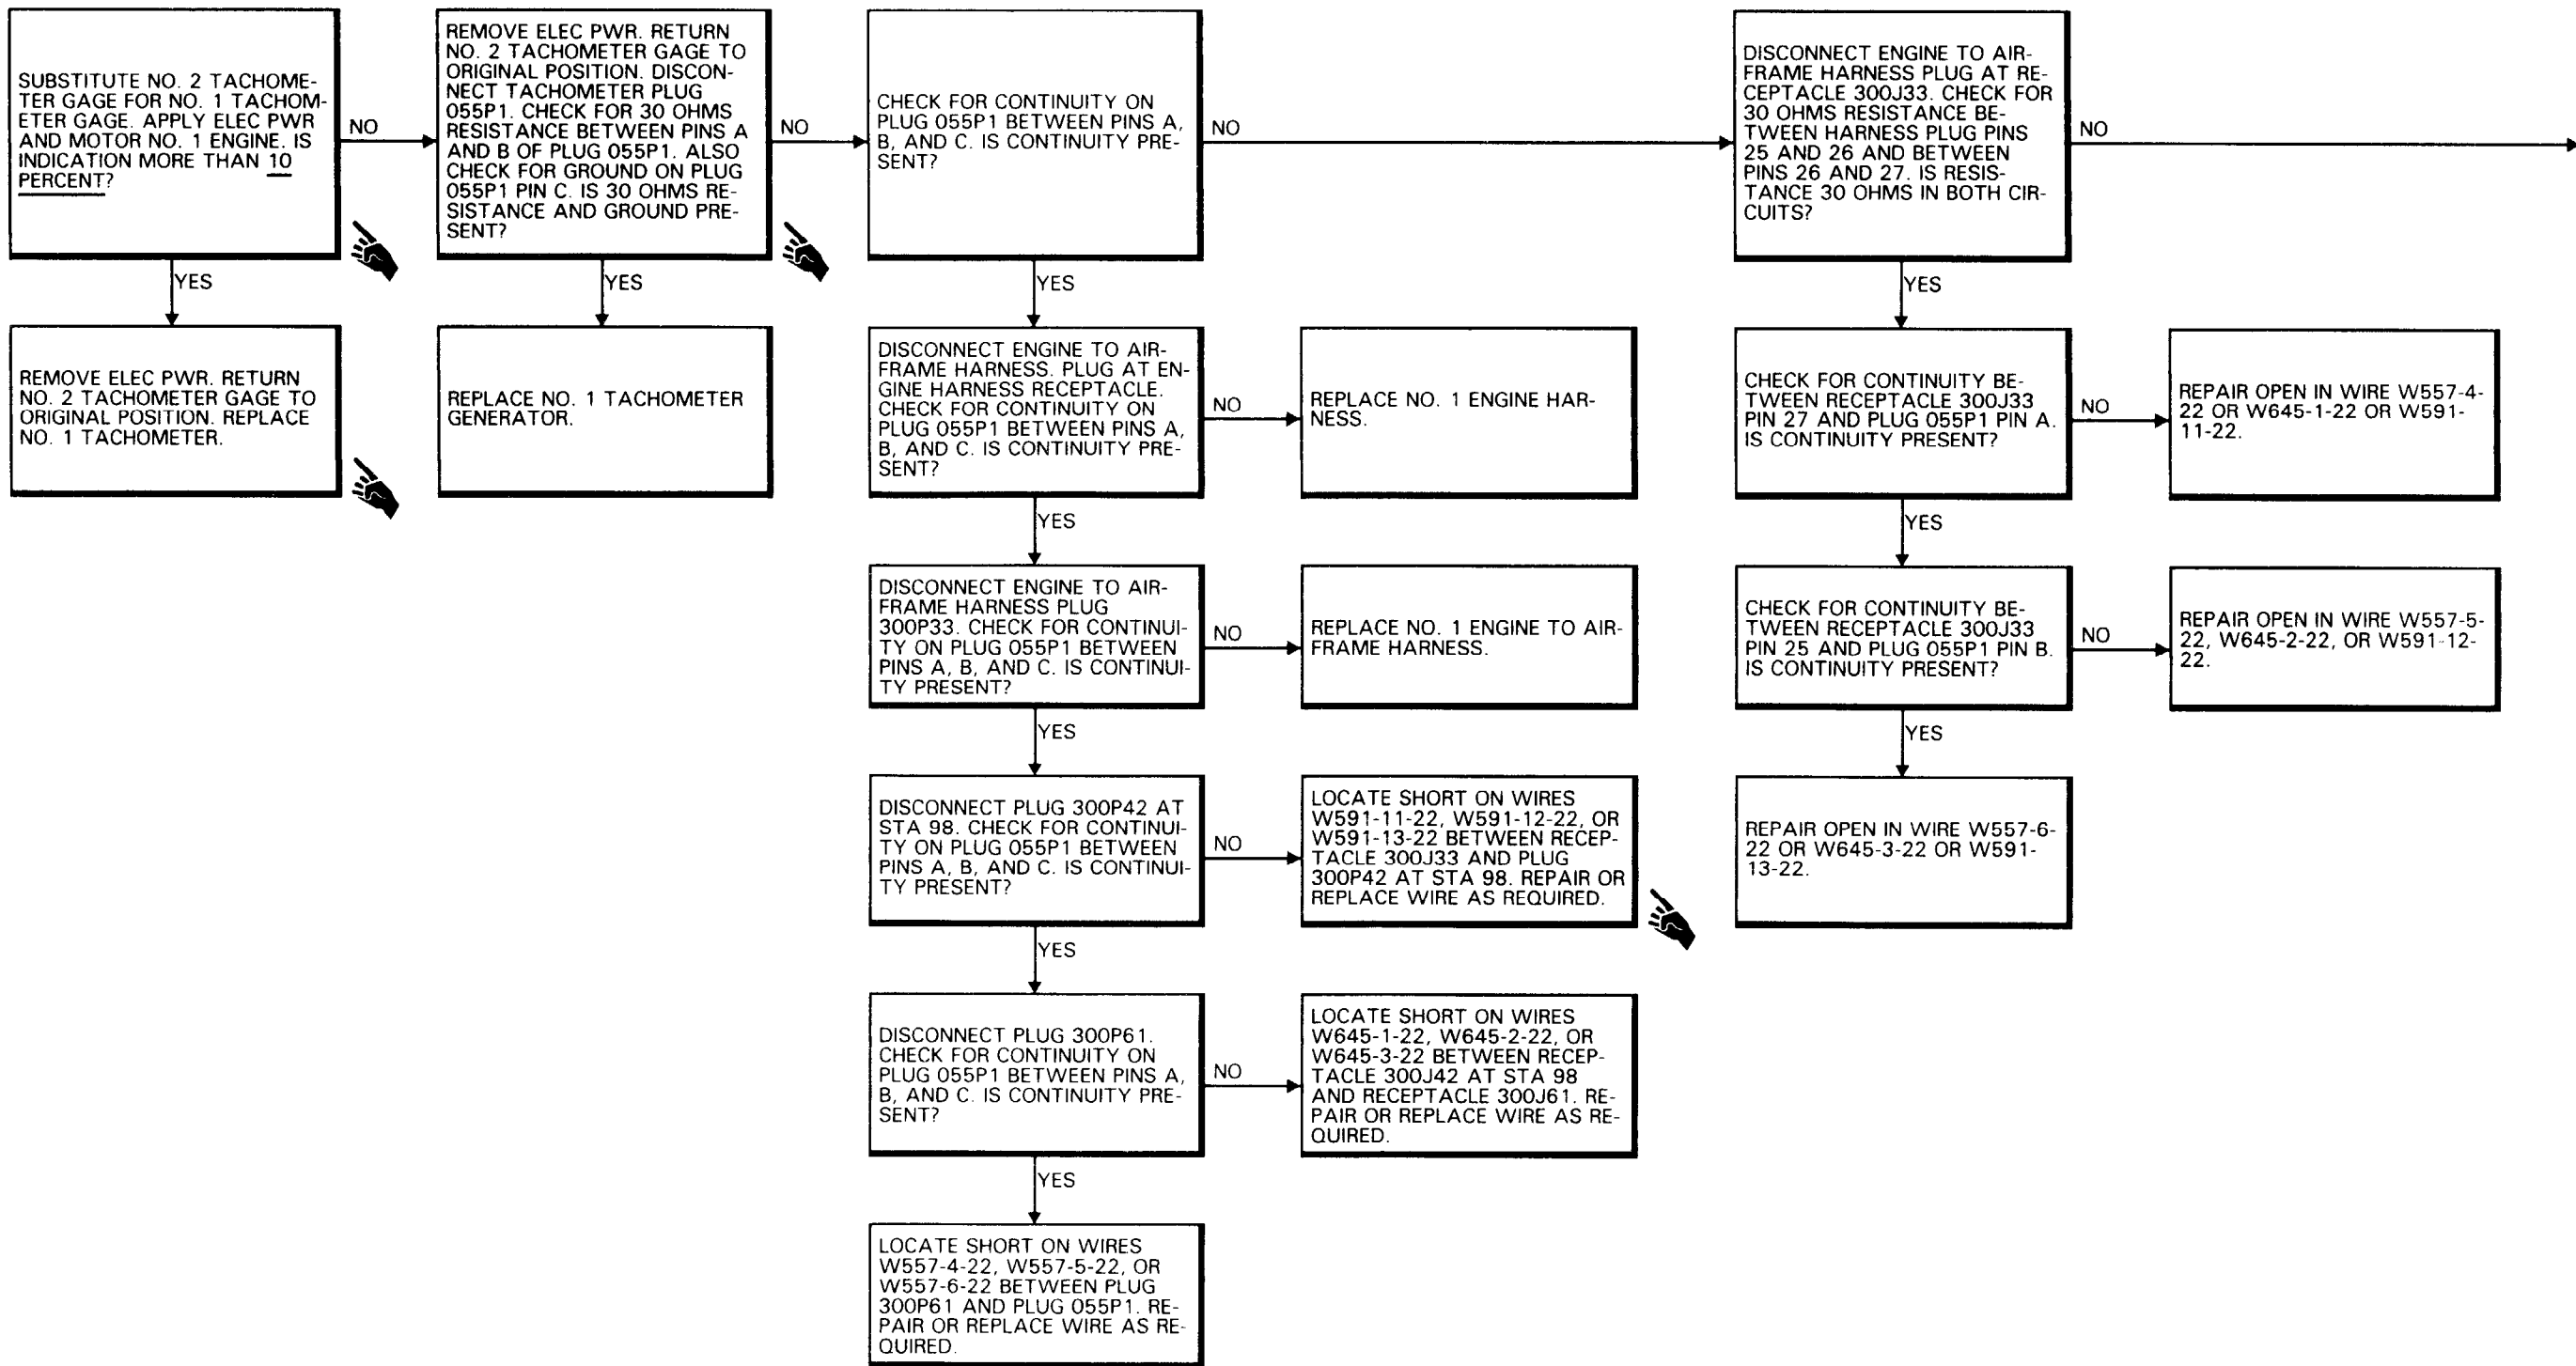 SUBSTITUTE NO. 2 TACHOME-
TER GAGE FOR NO. 1 TACHOM-
ETER GAGE. APPLY ELEC PWR
AND MOTOR NO. 1 ENGINE. IS
INDICATION MORE THAN 10
PERCENT?
NO
YES
REMOVE ELEC PWR. RETURN
NO. 2 TACHOMETER GAGE TO
ORIGINAL POSITION. REPLACE
NO. 1 TACHOMETER.
REMOVE ELEC PWR. RETURN
NO. 2 TACHOMETER GAGE TO
ORIGINAL POSITION. DISCON-
NECT TACHOMETER PLUG
055P1. CHECK FOR 30 OHMS
RESISTANCE BETWEEN PINS A
AND B OF PLUG 055P1. ALSO
CHECK FOR GROUND ON PLUG
055P1 PIN C. IS 30 OHMS RE-
SISTANCE AND GROUND PRE-
SENT?
NO
YES
REPLACE NO. 1 TACHOMETER
GENERATOR.
CHECK FOR CONTINUITY ON
PLUG 055P1 BETWEEN PINS A,
B, AND C. IS CONTINUITY PRE-
SENT?
NO
YES
DISCONNECT ENGINE TO AIR-
FRAME HARNESS. PLUG AT EN-
GINE HARNESS RECEPTACLE.
CHECK FOR CONTINUITY ON
PLUG 055P1 BETWEEN PINS A,
B, AND C. IS CONTINUITY PRE-
SENT?
NO
REPLACE NO. 1 ENGINE HAR-
NESS.
YES
DISCONNECT ENGINE TO AIR-
FRAME HARNESS PLUG
300P33. CHECK FOR CONTINUI-
TY ON PLUG 055P1 BETWEEN
PINS A, B, AND C. IS CONTINUI-
TY PRESENT?
NO
REPLACE NO. 1 ENGINE TO AIR-
FRAME HARNESS.
YES
DISCONNECT PLUG 300P42 AT
STA 98. CHECK FOR CONTINUI-
TY ON PLUG 055P1 BETWEEN
PINS A, B, AND C. IS CONTINUI-
TY PRESENT?
NO
LOCATE SHORT ON WIRES
W591-11-22, W591-12-22, OR
W591-13-22 BETWEEN RECEP-
TACLE 300J33 AND PLUG
300P42 AT STA 98. REPAIR OR
REPLACE WIRE AS REQUIRED.
YES
DISCONNECT PLUG 300P61.
CHECK FOR CONTINUITY ON
PLUG 055P1 BETWEEN PINS A,
B, AND C. IS CONTINUITY PRE-
SENT?
NO
LOCATE SHORT ON WIRES
W645-1-22, W645-2-22, OR
W645-3-22 BETWEEN RECEP-
TACLE 300J42 AT STA 98
AND RECEPTACLE 300J61. RE-
PAIR OR REPLACE WIRE AS RE-
QUIRED.
YES
LOCATE SHORT ON WIRES
W557-4-22, W557-5-22, OR
W557-6-22 BETWEEN PLUG
300P61 AND PLUG 055P1. RE-
PAIR OR REPLACE WIRE AS RE-
QUIRED.
DISCONNECT ENGINE TO AIR-
FRAME HARNESS PLUG AT RE-
CEPTACLE 300J33. CHECK FOR
30 OHMS RESISTANCE BE-
TWEEN HARNESS PLUG PINS
25 AND 26 AND BETWEEN
PINS 26 AND 27. IS RESIS-
TANCE 30 OHMS IN BOTH CIR-
CUITS?
NO
YES
CHECK FOR CONTINUITY BE-
TWEEN RECEPTACLE 300J33
PIN 27 AND PLUG 055P1 PIN A.
IS CONTINUITY PRESENT?
NO
REPAIR OPEN IN WIRE W557-4-
22 OR W645-1-22 OR W591-
11-22.
YES
CHECK FOR CONTINUITY BE-
TWEEN RECEPTACLE 300J33
PIN 25 AND PLUG 055P1 PIN B.
IS CONTINUITY PRESENT?
NO
REPAIR OPEN IN WIRE W557-5-
22, W645-2-22, OR W591-12-
22.
YES
REPAIR OPEN IN WIRE W557-6-
22 OR W645-3-22 OR W591-
13-22.